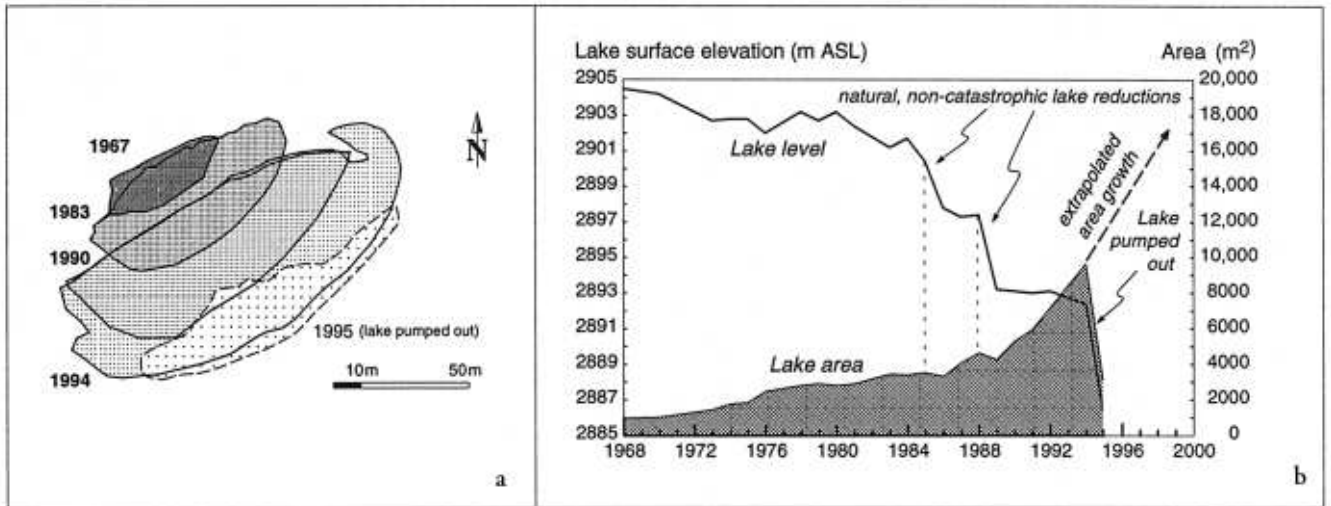 1967
1983
1990
1994
1995 (lake pumped out)
N
10m 50m
a
Lake surface elevation (m ASL)
Area (m²)
2905
2903
2901
2899
2897
2895
2893
2891
2889
2887
2885
20,000
18,000
16,000
14,000
12,000
10,000
8000
6000
4000
2000
0
natural, non-catastrophic lake reductions
Lake level
extrapolated
area growth
Lake
pumped
out
Lake area
1968 1972 1976 1980 1984 1988 1992 1996 2000
b